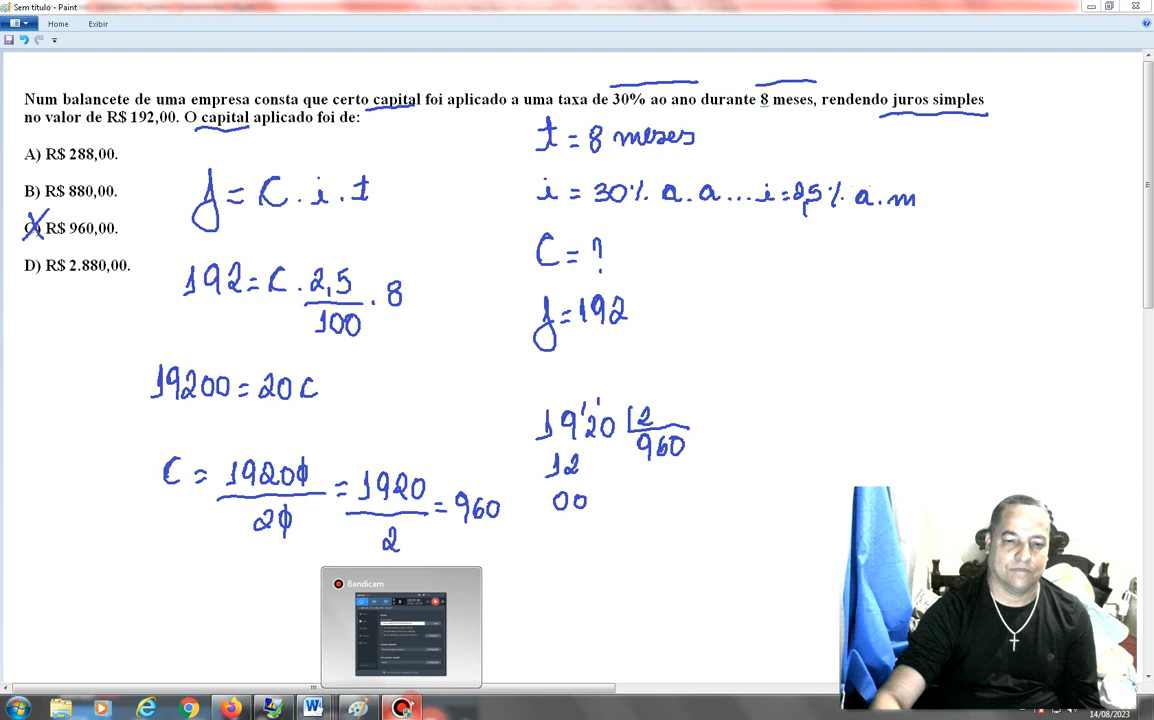 Sem título - Paint
Home Exibir
Num balancete de uma empresa consta que certo capital foi aplicado a uma taxa de 30% ao ano durante 8 meses, rendendo juros simples
no valor de R$ 192,00. O capital aplicado foi de:
A) R$ 288,00.
B) R$ 880,00.
C) R$ 960,00.
D) R$ 2.880,00.
J = C . i . t
192 = C . 2,5/100 . 8
19200 = 20 C
C = 19200/20 = 1920/2 = 960
t = 8 meses
i = 30% a. a... i = 2,5% a.m
C = ?
J = 192
1920 2
960
12
00
Bandicam
14/08/2023